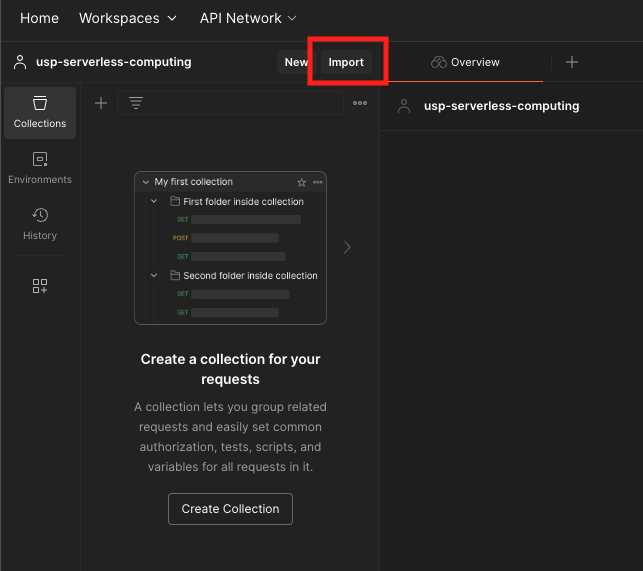 Home Workspaces API Network
usp-serverless-computing New Import Overview
Collections
usp-serverless-computing
Environments
History
My first collection
First folder inside collection
GET
POST
GET
Second folder inside collection
GET
GET
Create a collection for your
requests
A collection lets you group related
requests and easily set common
authorization, tests, scripts, and
variables for all requests in it.
Create Collection